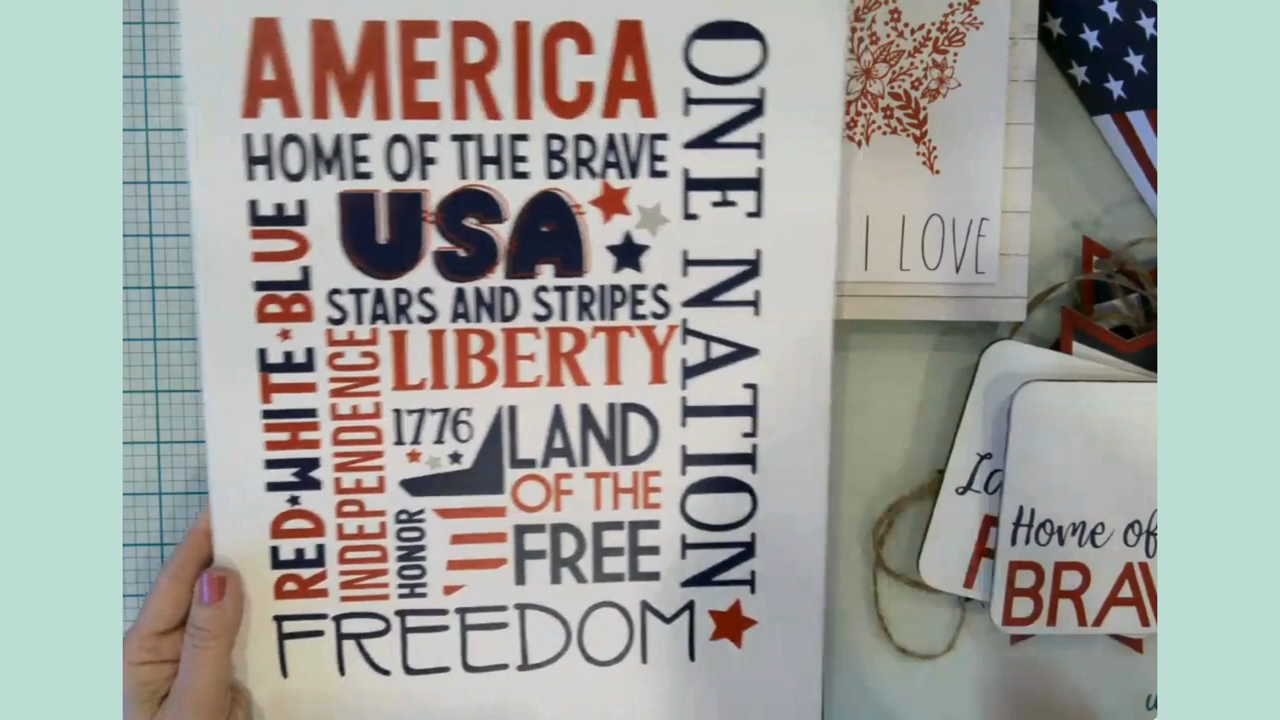 AMERICA
HOME OF THE BRAVE
USA
STARS AND STRIPES
LIBERTY
RED★WHITE★BLUE
INDEPENDENCE
1776
HONOR
LAND
OF THE
FREE
FREEDOM
ONE NATION
I LOVE
Home of
BRAV